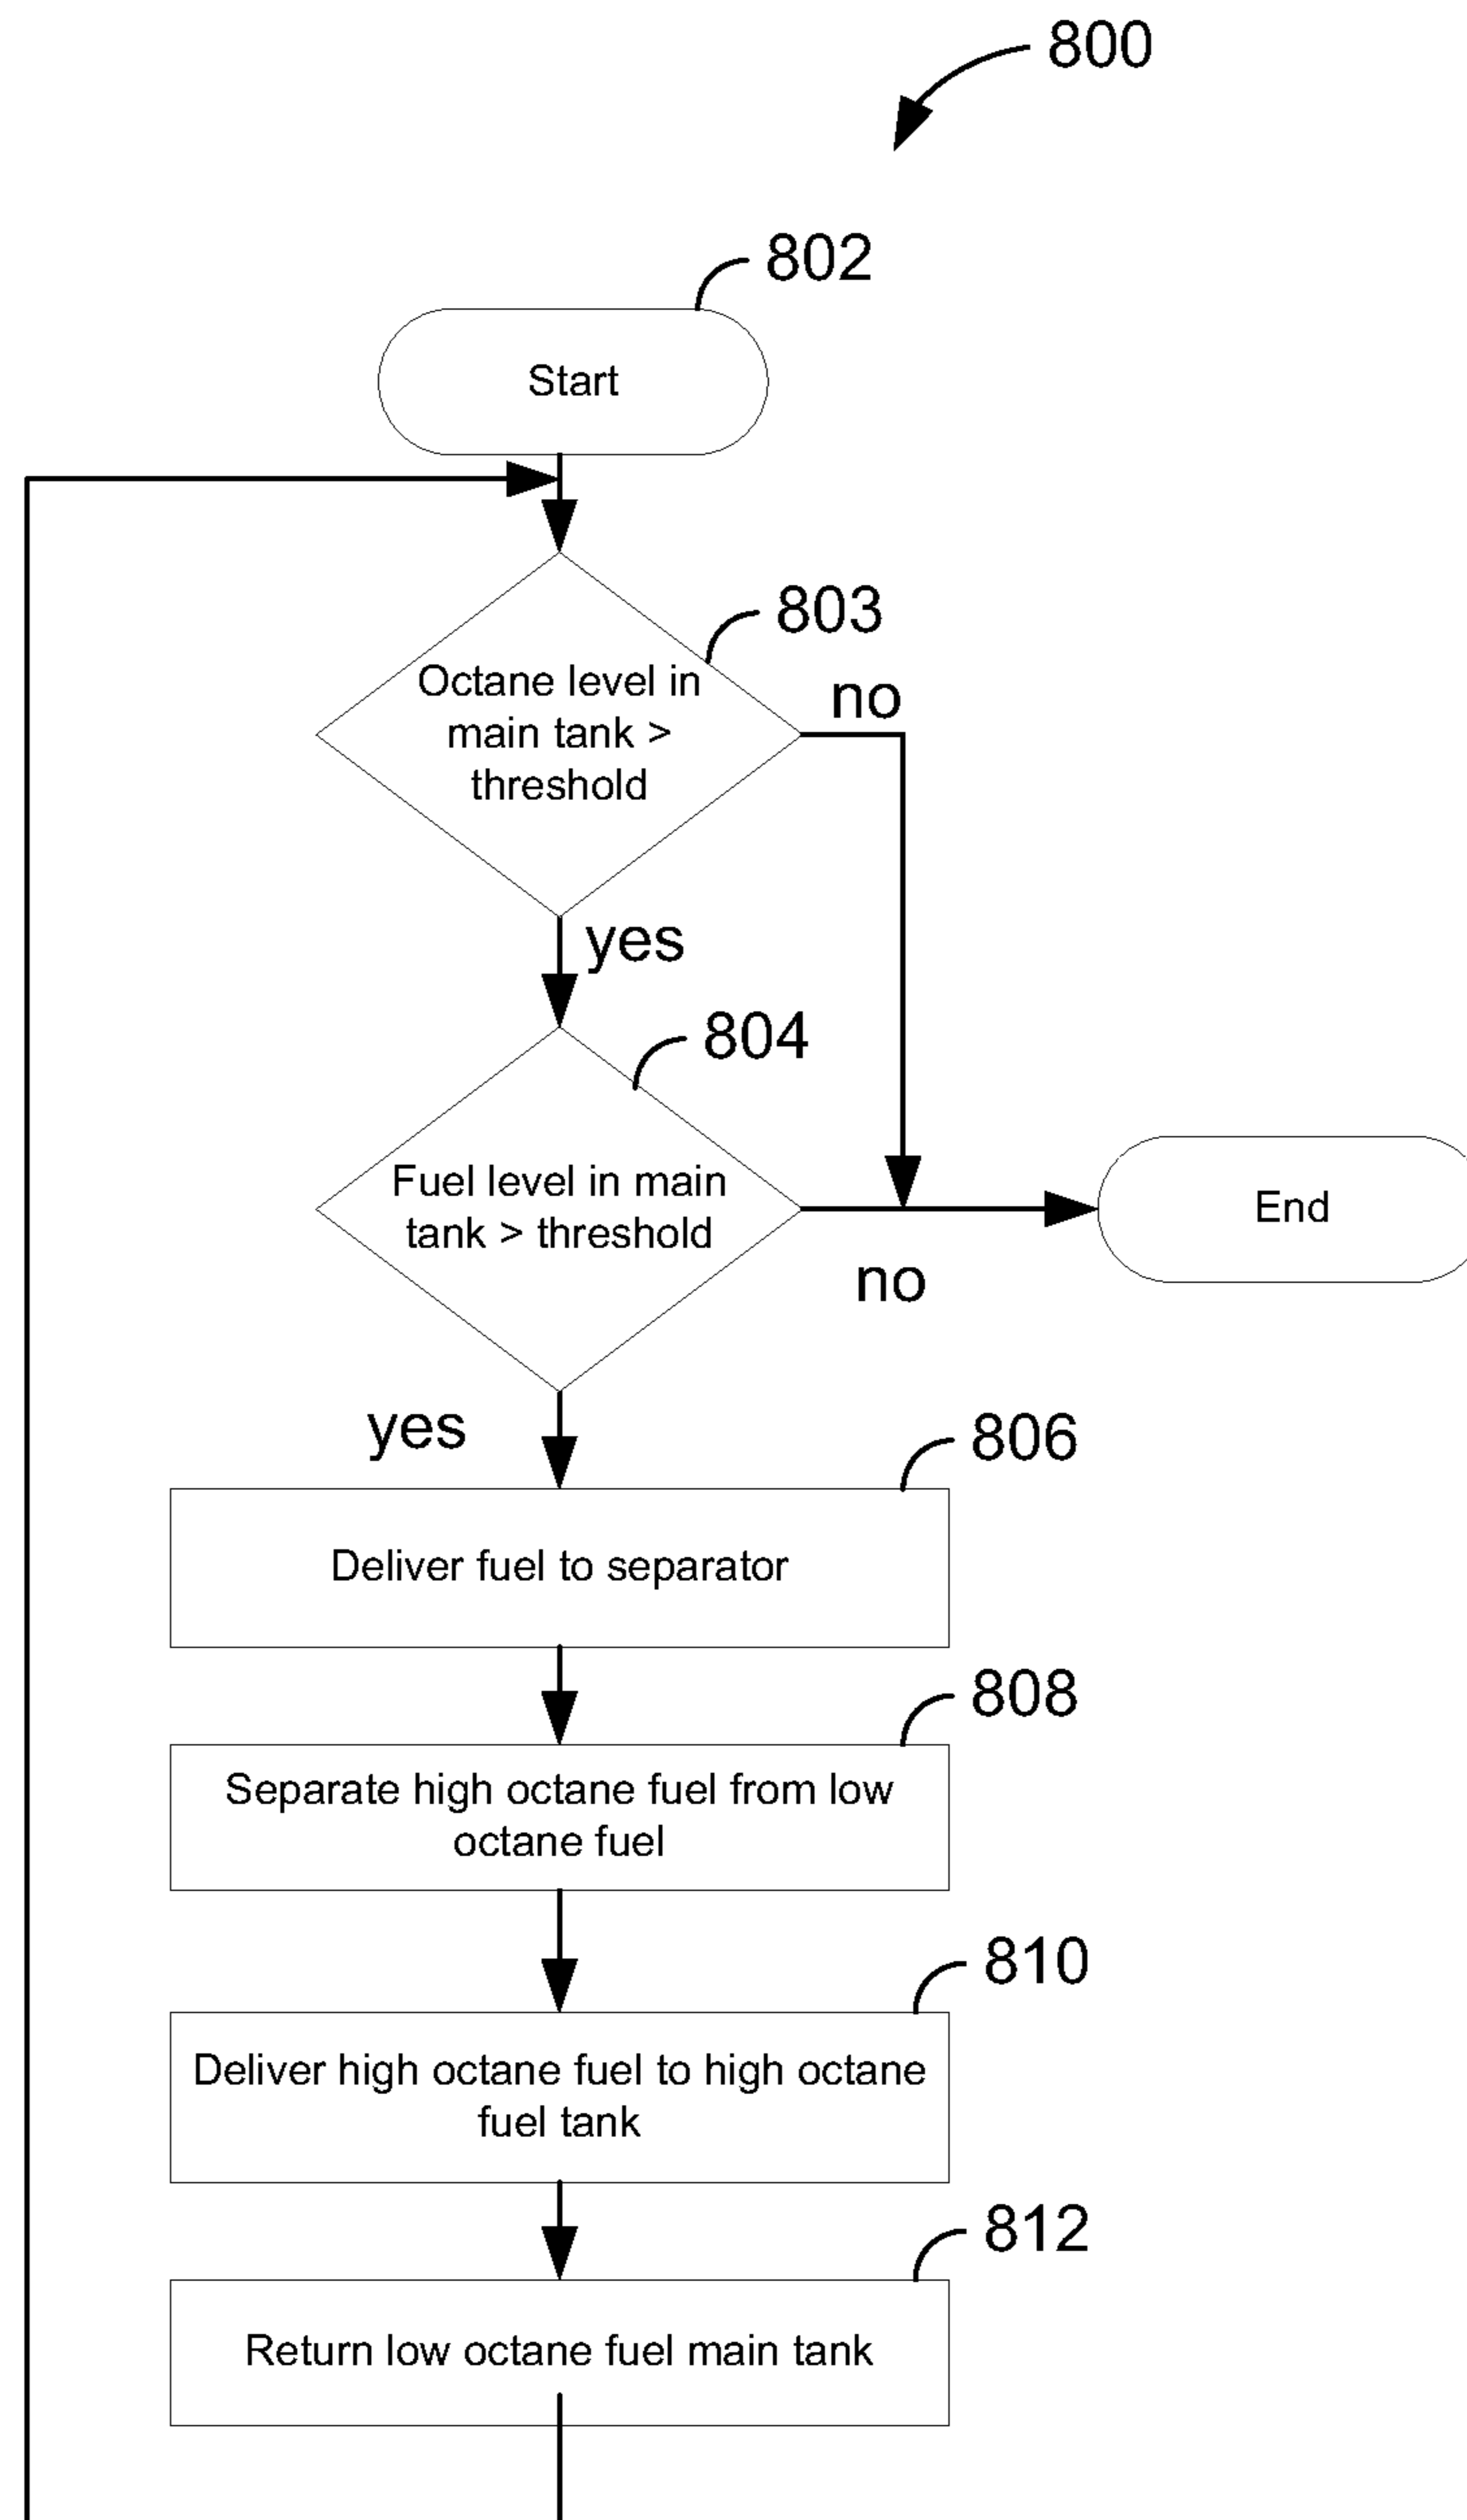 800
802
Start
803
Octane level in
main tank >
threshold
no
yes
804
Fuel level in main
tank > threshold
End
no
yes
806
Deliver fuel to separator
808
Separate high octane fuel from low
octane fuel
810
Deliver high octane fuel to high octane
fuel tank
812
Return low octane fuel main tank